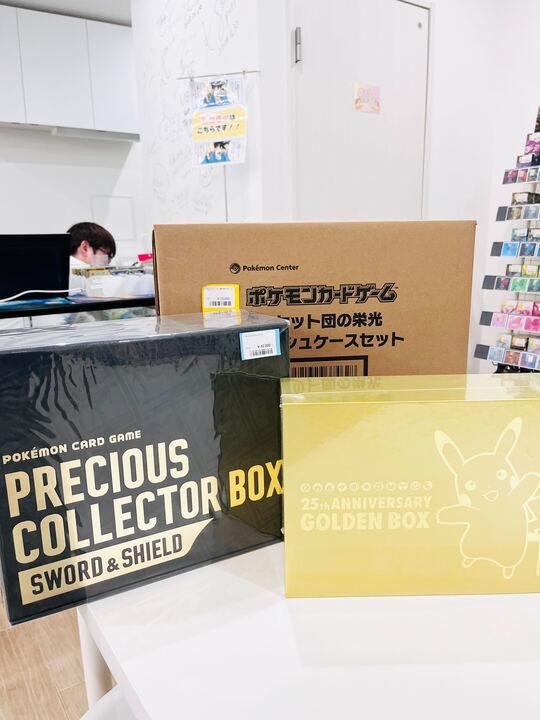 こちらです!!
Pokémon Center
ポケモンカードゲーム
ケット団の栄光
シュケースセット
POKÉMON CARD GAME
PRECIOUS
COLLECTOR BOX
SWORD & SHIELD
25th ANNIVERSARY
GOLDEN BOX